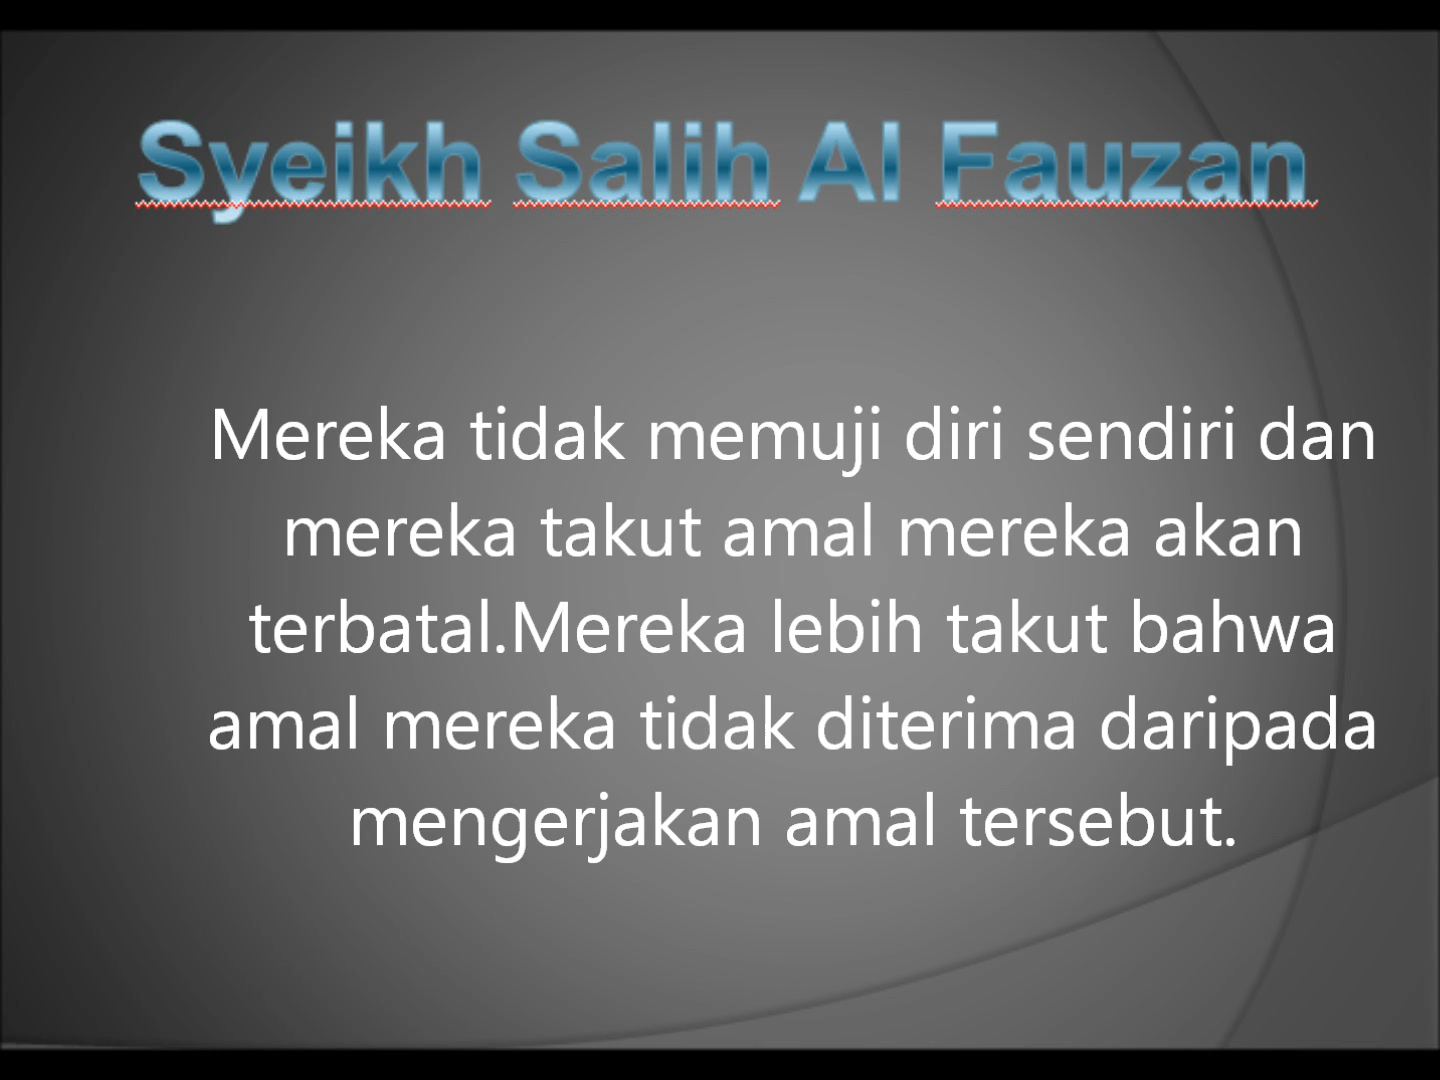 Syeikh Salih Al Fauzan
Mereka tidak memuji diri sendiri dan
mereka takut amal mereka akan
terbatal.Mereka lebih takut bahwa
amal mereka tidak diterima daripada
mengerjakan amal tersebut.